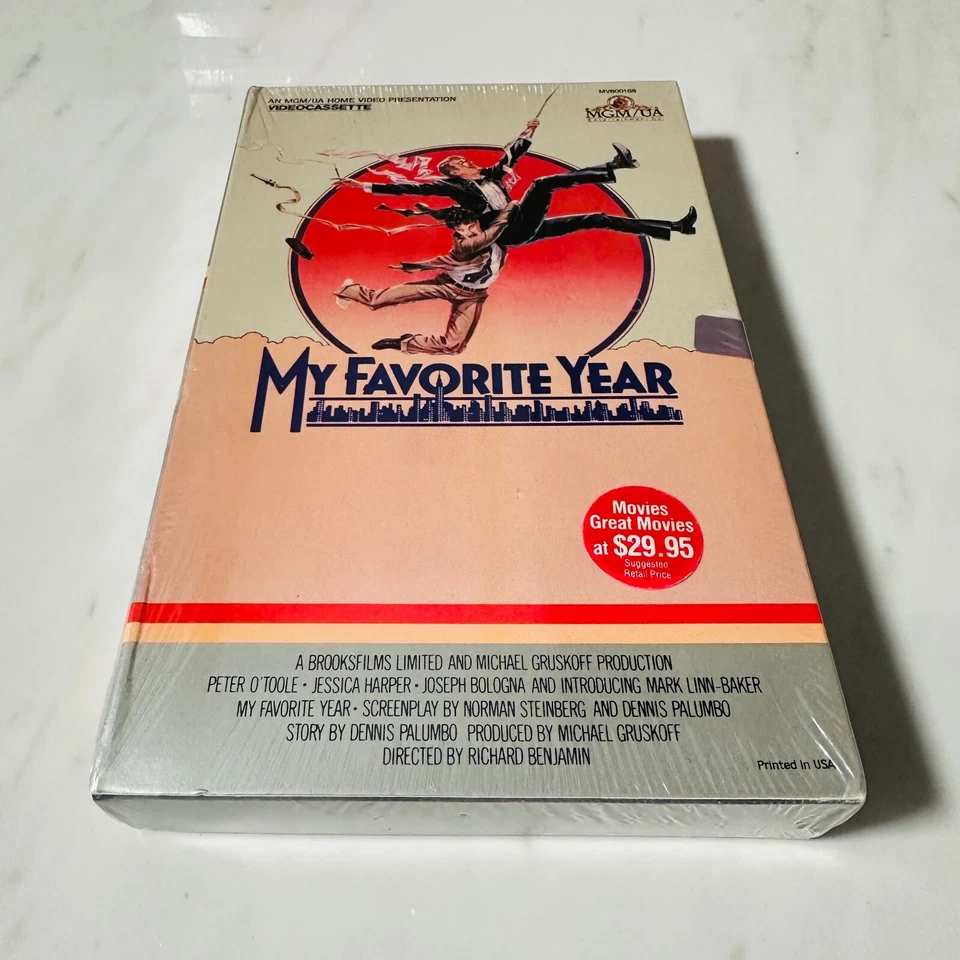 AN MGM/UA HOME VIDEO PRESENTATION
VIDEOCASSETTE
MV800188
MGM/UA
Entertainment Co.
MY FAVORITE YEAR
Movies
Great Movies
at $29.95
Suggested
Retail Price
A BROOKSFILMS LIMITED AND MICHAEL GRUSKOFF PRODUCTION
PETER O'TOOLE • JESSICA HARPER • JOSEPH BOLOGNA AND INTRODUCING MARK LINN-BAKER
MY FAVORITE YEAR • SCREENPLAY BY NORMAN STEINBERG AND DENNIS PALUMBO
STORY BY DENNIS PALUMBO PRODUCED BY MICHAEL GRUSKOFF
DIRECTED BY RICHARD BENJAMIN
Printed in USA